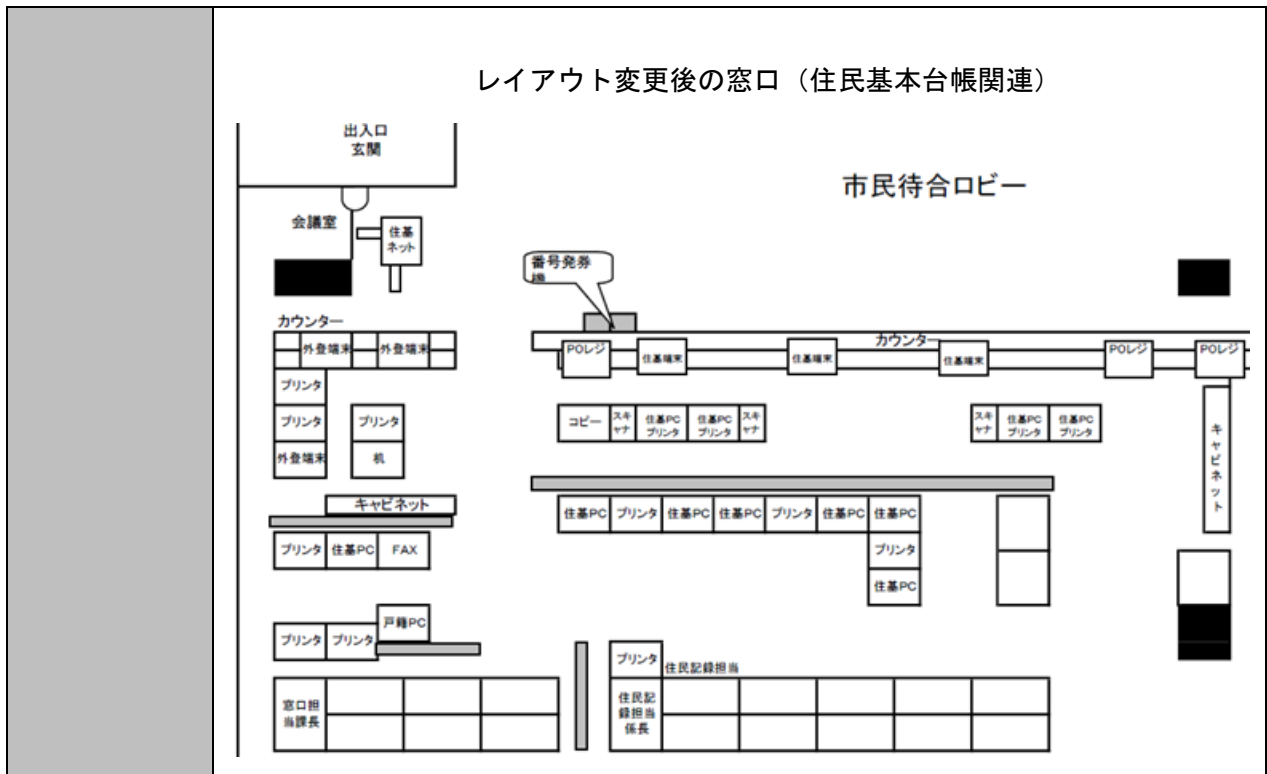 レイアウト変更後の窓口（住民基本台帳関連）
出入口
玄関
市民待合ロビー
会議室
住基
ネット
番号発券
機
カウンター
外登端末
外登端末
カウンター
POレジ
住基端末
住基端末
住基端末
POレジ
POレジ
プリンタ
プリンタ
プリンタ
外登端末
机
コピー
スキ
ャナ
住基PC
プリンタ
住基PC
プリンタ
スキ
ャナ
スキ
ャナ
住基PC
プリンタ
住基PC
プリンタ
キャビネット
キャビネット
プリンタ
住基PC
FAX
住基PC
プリンタ
住基PC
住基PC
プリンタ
住基PC
住基PC
プリンタ
住基PC
戸籍PC
プリンタ
プリンタ
プリンタ
住民記録担当
窓口担
当課長
住民記
録担当
係長